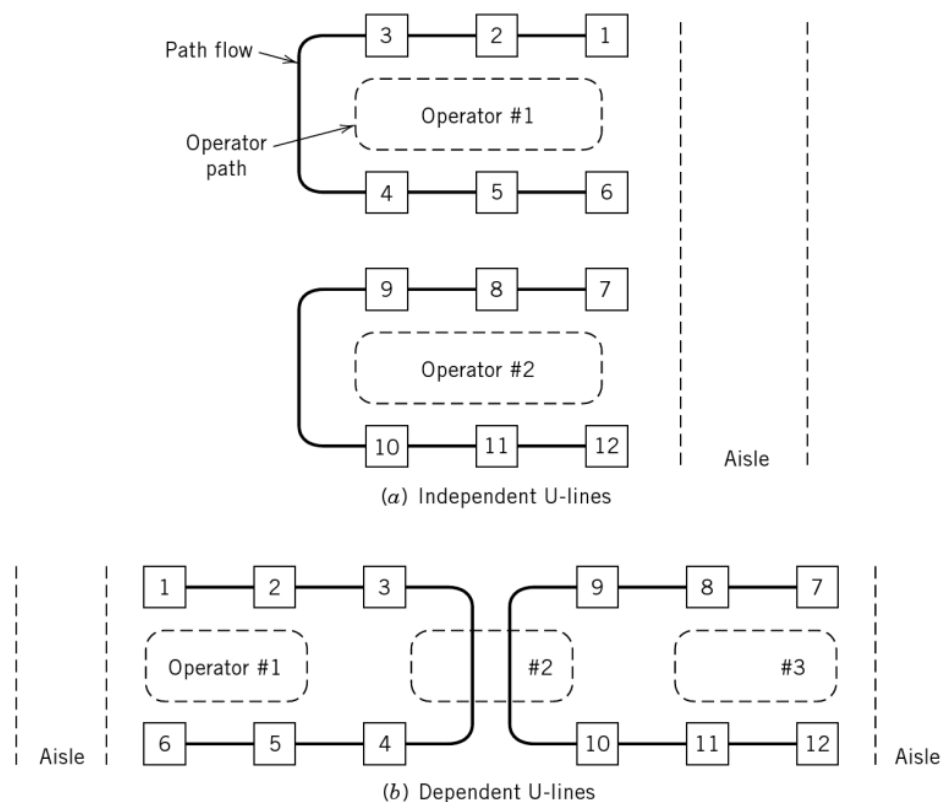 3 2 1
Path flow
Operator #1
Operator
path
4 5 6
9 8 7
Operator #2
10 11 12
Aisle
(a) Independent U-lines
1 2 3 9 8 7
Operator #1 #2 #3
6 5 4 10 11 12
Aisle Aisle
(b) Dependent U-lines